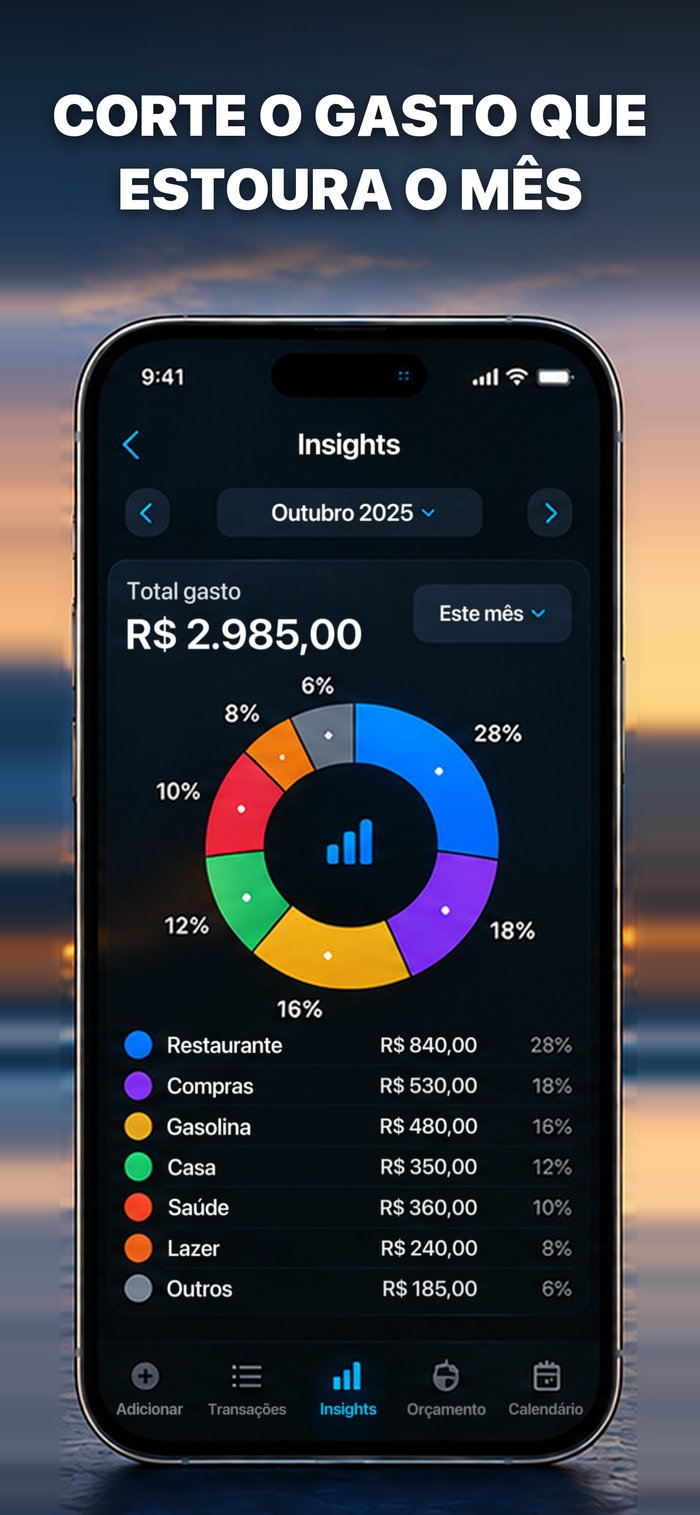 CORTE O GASTO QUE
ESTOURA O MÊS
9:41
Insights
Outubro 2025
Total gasto
R$ 2.985,00
Este mês
6%
8%
28%
10%
12%
18%
16%
Restaurante R$ 840,00 28%
Compras R$ 530,00 18%
Gasolina R$ 480,00 16%
Casa R$ 350,00 12%
Saúde R$ 360,00 10%
Lazer R$ 240,00 8%
Outros R$ 185,00 6%
Adicionar Transações Insights Orçamento Calendário